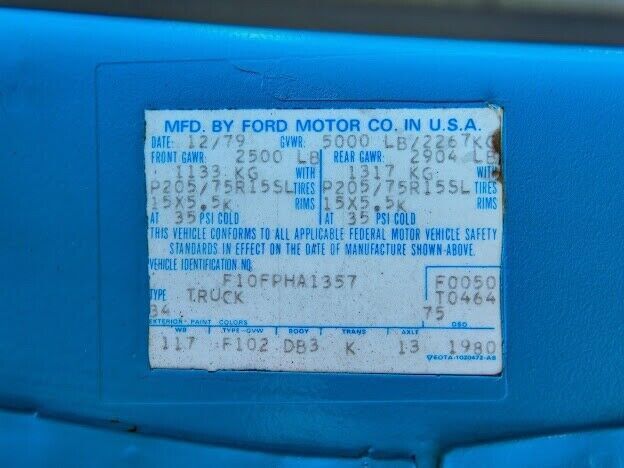 MFD. BY FORD MOTOR CO. IN U.S.A.
DATE: 12/79 GVWR: 5000 LB/2267KG
FRONT GAWR: 2500 LB REAR GAWR: 2904 LB
1133 KG WITH 1317 KG WITH
P205/75R15SL TIRES P205/75R15SL TIRES
15X5.5K RIMS 15X5.5K RIMS
AT 35 PSI COLD AT 35 PSI COLD
THIS VEHICLE CONFORMS TO ALL APPLICABLE FEDERAL MOTOR VEHICLE SAFETY
STANDARDS IN EFFECT ON THE DATE OF MANUFACTURE SHOWN ABOVE.
VEHICLE IDENTIFICATION NO.
F10FPHA1357 F0050
TYPE TRUCK T0464
34 75
EXTERIOR PAINT COLORS DSO
WB TYPE-GVW BODY TRANS AXLE
117 F102 DB3 K 13 1980